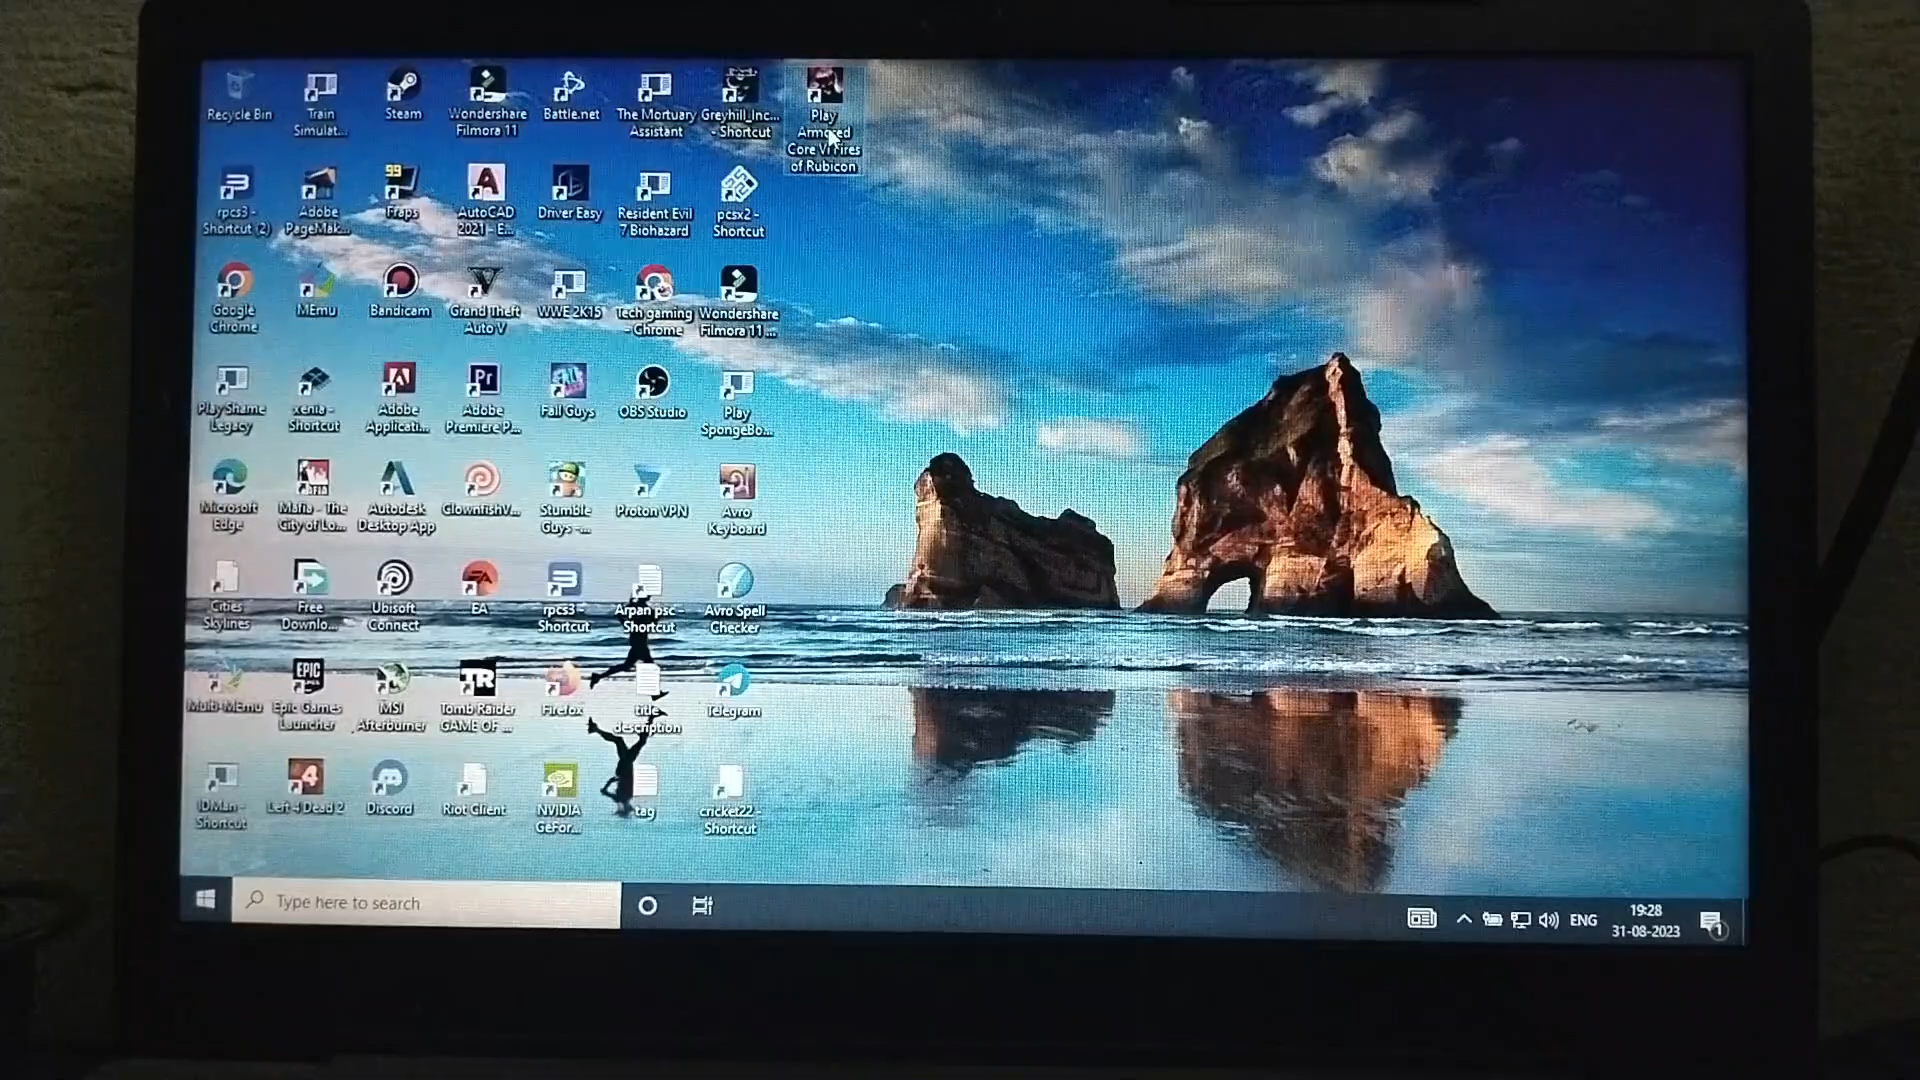 Recycle Bin
Train
Simulat...
Steam
Wondershare
Filmora 11
Battle.net
The Mortuary
Assistant
Greyhill_Inc...
- Shortcut
Play
Armored
Core VI Fires
of Rubicon
rpcs3 -
Shortcut (2)
Adobe
PageMak...
99
Fraps
AutoCAD
2021 - E...
Driver Easy
Resident Evil
7 Biohazard
pcsx2 -
Shortcut
Google
Chrome
MEmu
Bandicam
Grand Theft
Auto V
WWE 2K15
Tech gaming
- Chrome
Wondershare
Filmora 11 ...
Play Shame
Legacy
xenia -
Shortcut
Adobe
Applicati...
Pr
Adobe
Premiere P...
Fall Guys
OBS Studio
Play
SpongeBo...
Microsoft
Edge
Mafia - The
City of Lo...
Autodesk
Desktop App
ClownfishV...
Stumble
Guys -...
Proton VPN
Avro
Keyboard
Cities
Skylines
Free
Downlo...
Ubisoft
Connect
EA
rpcs3 -
Shortcut
Arpan psc -
Shortcut
Avro Spell
Checker
Multi-MEmu
EPIC
Epic Games
Launcher
MSI
Afterburner
TR
Tomb Raider
GAME OF ...
Firefox
title
description
Telegram
IDMan -
Shortcut
4
Left 4 Dead 2
Discord
Riot Client
NVIDIA
GeFor...
tag
cricket22 -
Shortcut
Type here to search
ENG
19:28
31-08-2023
1